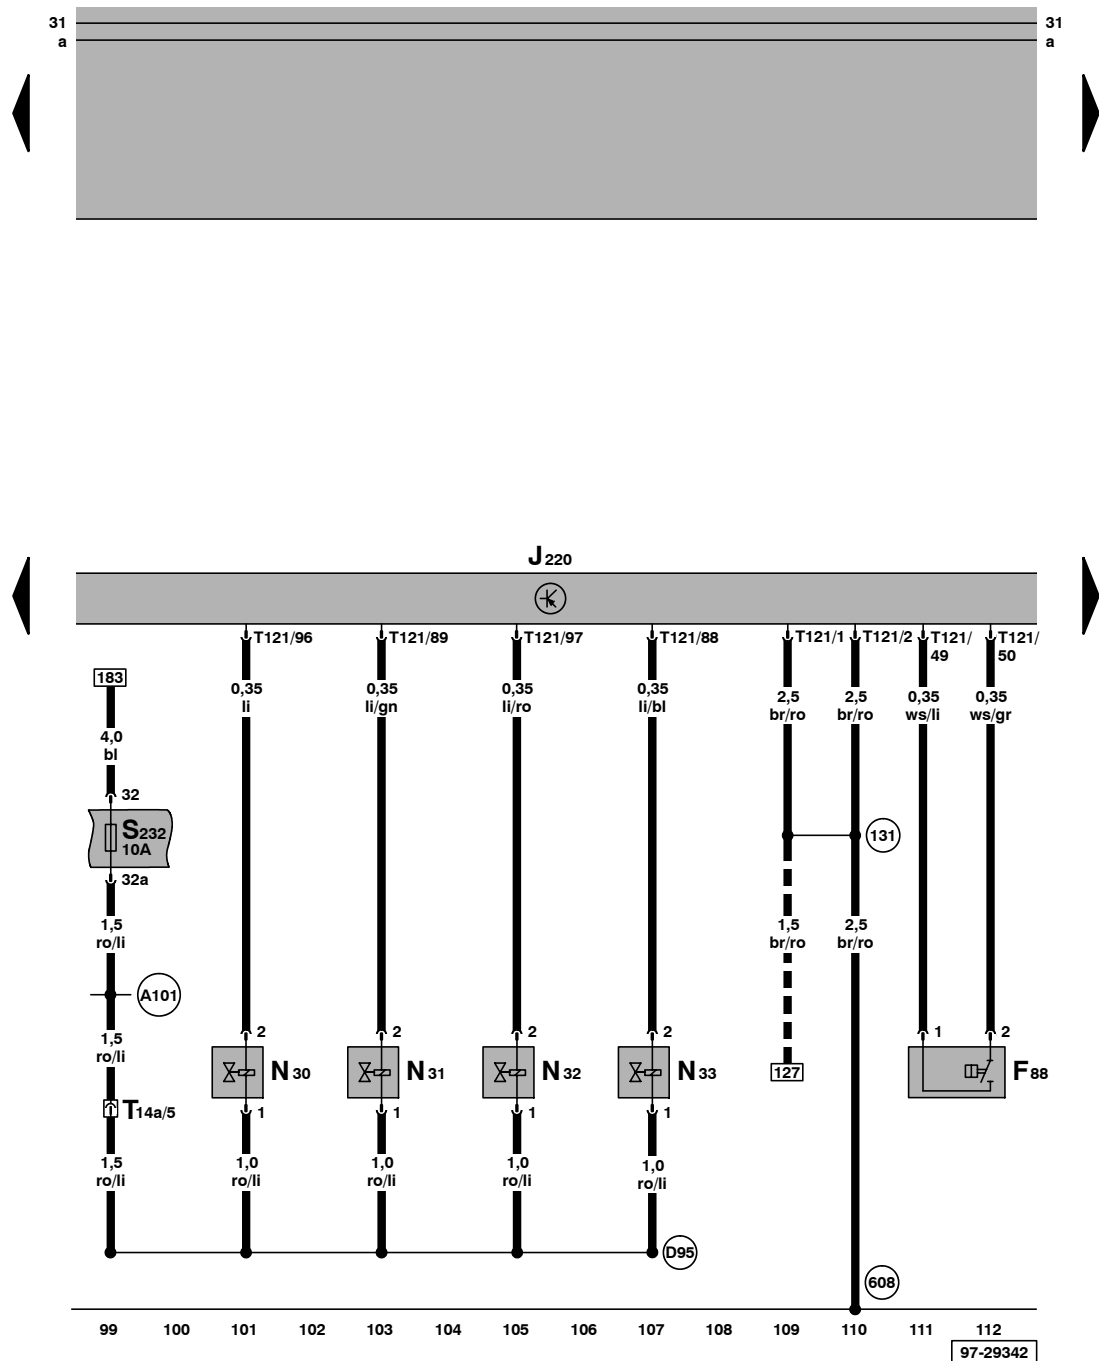 31 31
a a
J 220
T121/96 T121/89 T121/97 T121/88 T121/1 T121/2 T121/ 49 T121/ 50
183
0,35 li
0,35 li/gn
0,35 li/ro
0,35 li/bl
2,5 br/ro
2,5 br/ro
0,35 ws/li
0,35 ws/gr
4,0 bl
32
S232
10A
131
32a
1,5 ro/li
1,5 br/ro
2,5 br/ro
A101
1,5 ro/li
2 2 2 2 1 2
N 30 N 31 N 32 N 33 127 F 88
T14a/5 1 1 1 1
1,5 ro/li
1,0 ro/li
1,0 ro/li
1,0 ro/li
1,0 ro/li
D95
608
99 100 101 102 103 104 105 106 107 108 109 110 111 112
97-29342